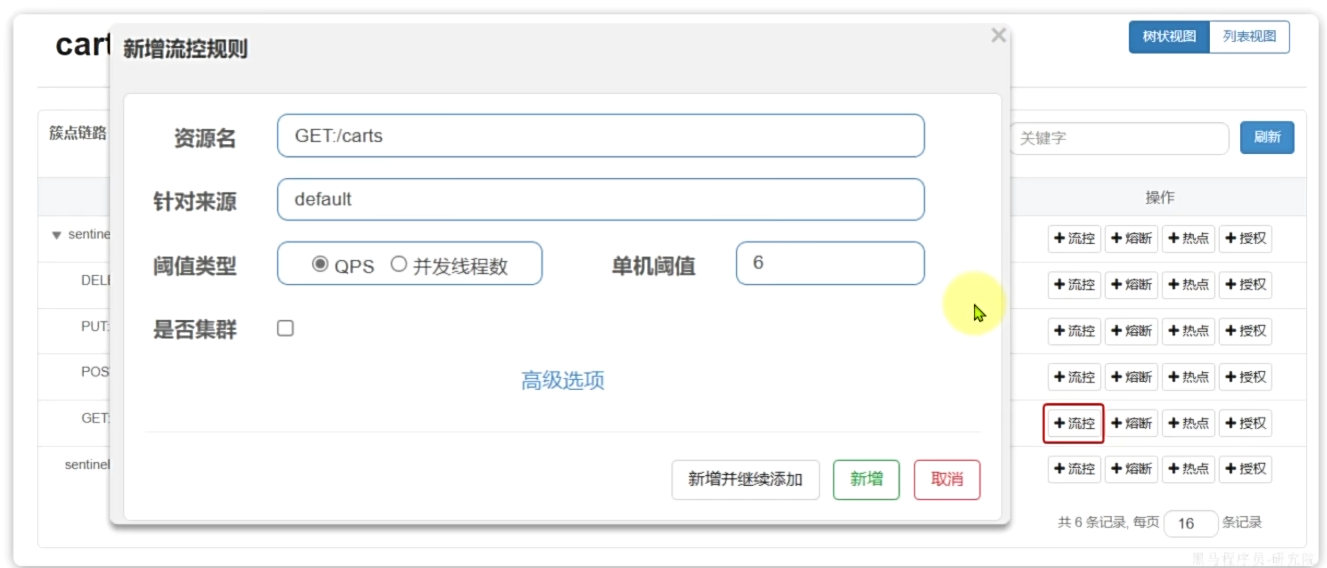 cart
树状视图 列表视图
新增流控规则 ×
簇点链路
关键字 刷新
资源名 GET:/carts
针对来源 default
阈值类型 QPS 并发线程数 单机阈值 6
是否集群
高级选项
新增并继续添加 新增 取消
操作
sentine +流控 +熔断 +热点 +授权
DELE +流控 +熔断 +热点 +授权
PUT: +流控 +熔断 +热点 +授权
POS +流控 +熔断 +热点 +授权
GET: +流控 +熔断 +热点 +授权
sentinel +流控 +熔断 +热点 +授权
共 6 条记录, 每页 16 条记录
黑马程序员-研究院